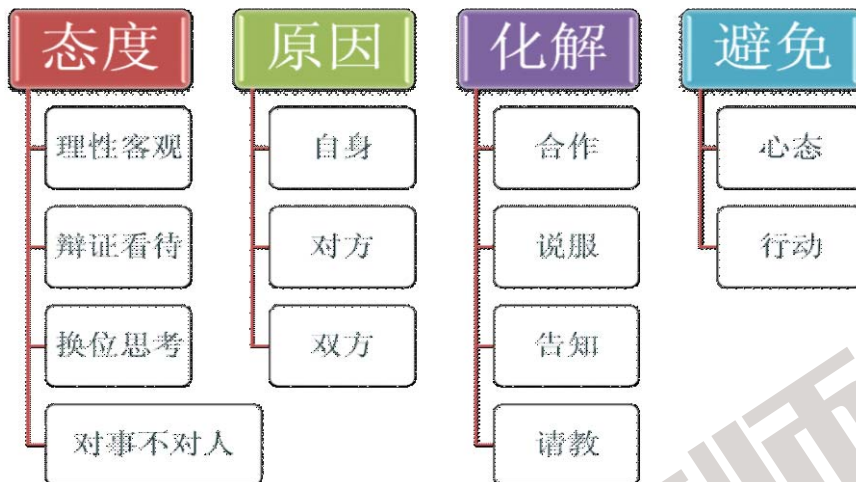 态度
理性客观
辩证看待
换位思考
对事不对人
原因
自身
对方
双方
化解
合作
说服
告知
请教
避免
心态
行动
师